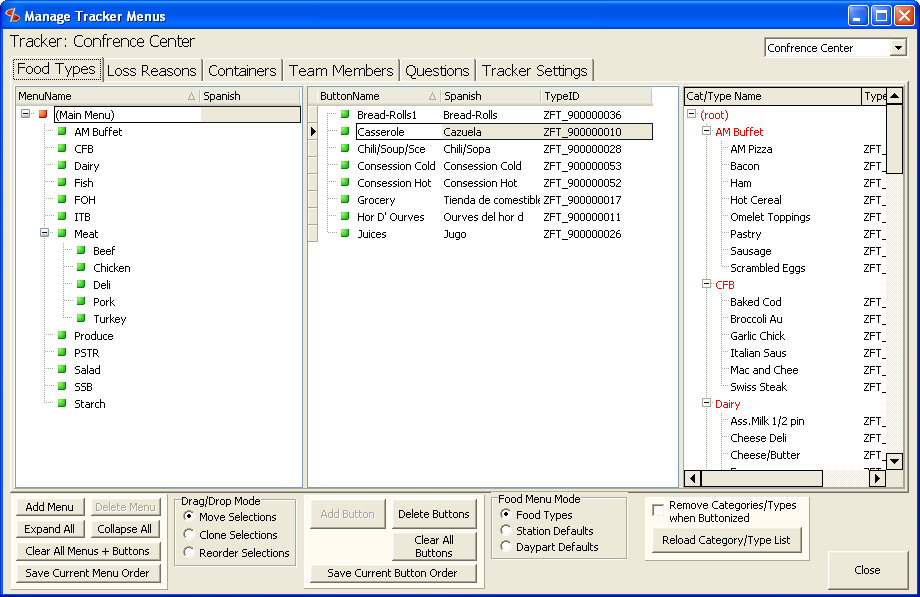 Manage Tracker Menus
Tracker: Confrence Center
Confrence Center
Food Types Loss Reasons Containers Team Members Questions Tracker Settings
MenuName Spanish
(Main Menu)
AM Buffet
CFB
Dairy
Fish
FOH
ITB
Meat
Beef
Chicken
Deli
Pork
Turkey
Produce
PSTR
Salad
SSB
Starch
ButtonName Spanish TypeID
Bread-Rolls1 Bread-Rolls ZFT_900000036
Casserole Cazuela ZFT_900000010
Chili/Soup/Sce Chili/Sopa ZFT_900000028
Consession Cold Consession Cold ZFT_900000053
Consession Hot Consession Hot ZFT_900000052
Grocery Tienda de comestible ZFT_900000017
Hor D' Ourves Ourves del hor d ZFT_900000011
Juices Jugo ZFT_900000026
Cat/Type Name Type
(root)
AM Buffet
AM Pizza ZFT_
Bacon ZFT_
Ham ZFT_
Hot Cereal ZFT_
Omelet Toppings ZFT_
Pastry ZFT_
Sausage ZFT_
Scrambled Eggs ZFT_
CFB
Baked Cod ZFT_
Broccoli Au ZFT_
Garlic Chick ZFT_
Italian Saus ZFT_
Mac and Chee ZFT_
Swiss Steak ZFT_
Dairy
Ass.Milk 1/2 pin ZFT_
Cheese Deli ZFT_
Cheese/Butter ZFT_
Add Menu Delete Menu
Expand All Collapse All
Clear All Menus + Buttons
Save Current Menu Order
Drag/Drop Mode
Move Selections
Clone Selections
Reorder Selections
Add Button Delete Buttons
Clear All
Buttons
Save Current Button Order
Food Menu Mode
Food Types
Station Defaults
Daypart Defaults
Remove Categories/Types
when Buttonized
Reload Category/Type List
Close